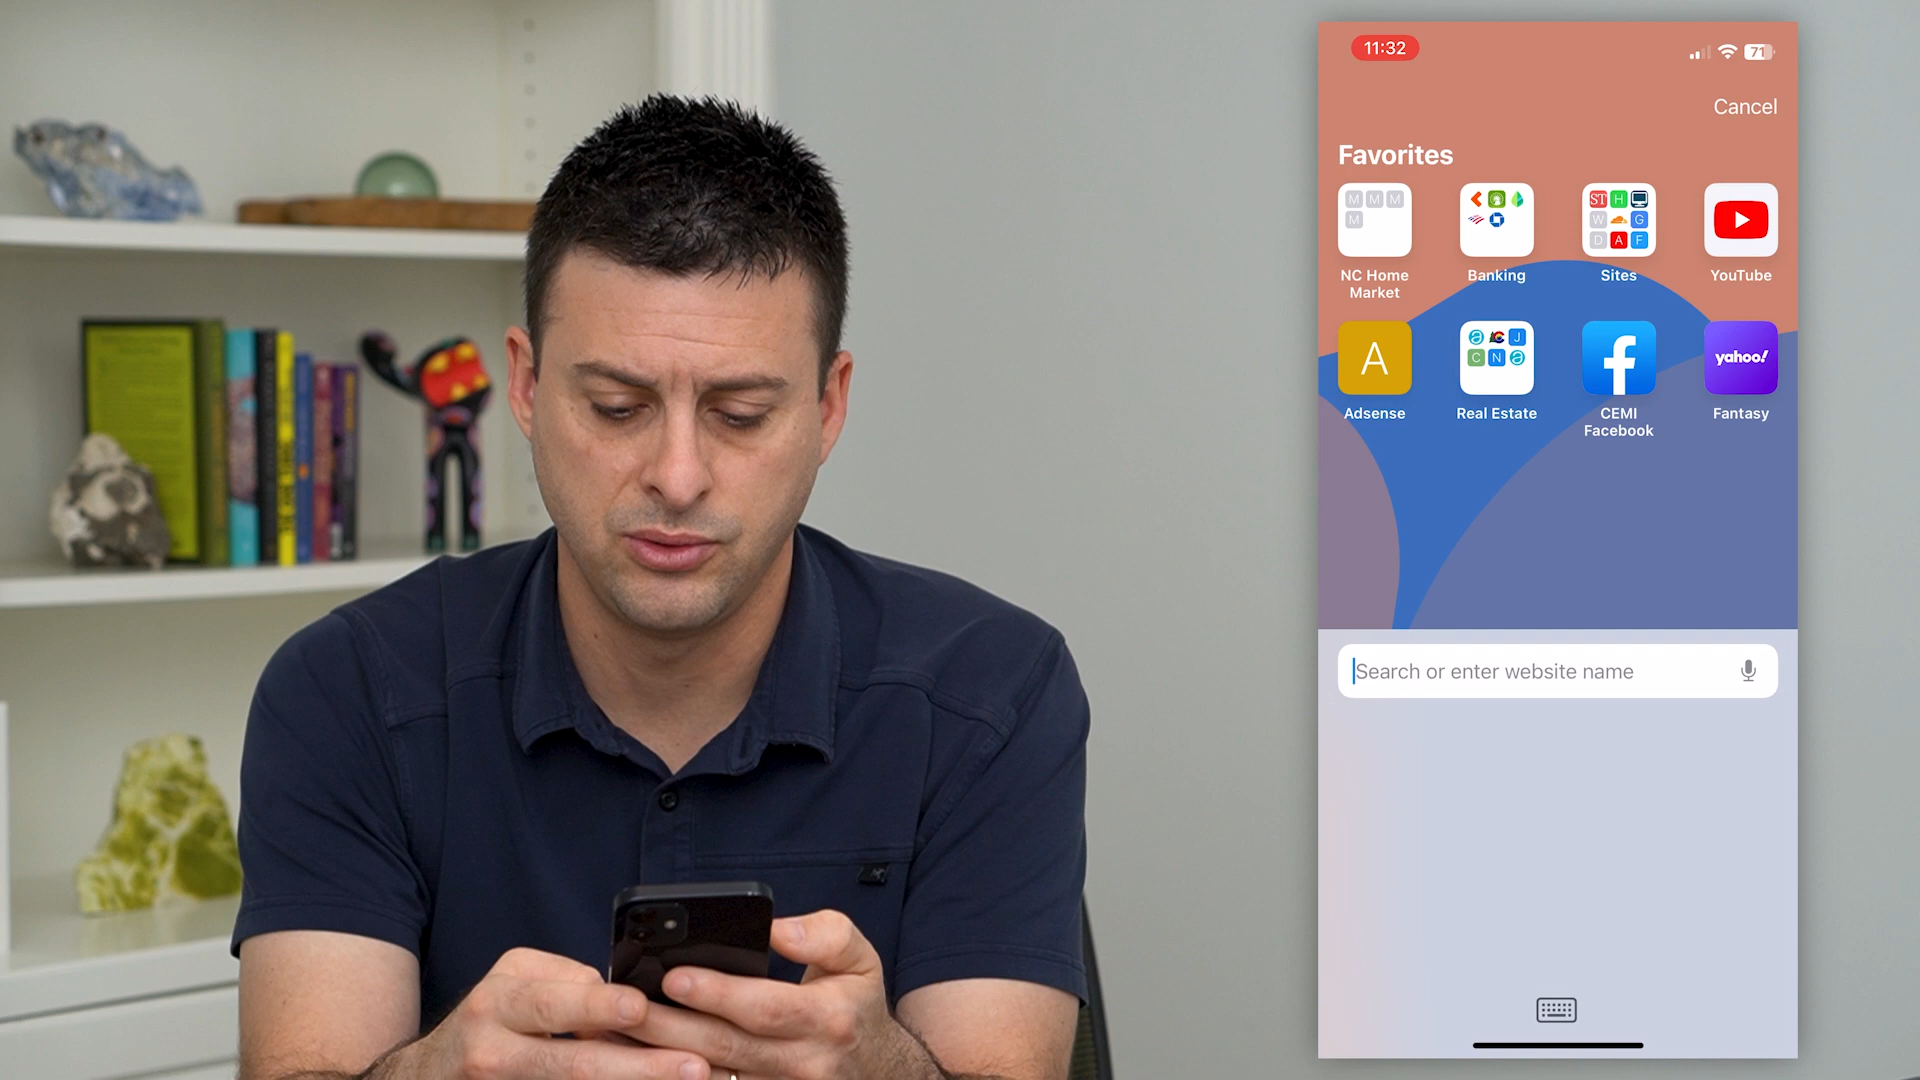 11:32
71
Cancel
Favorites
M M M
M
ST H
W G
D A F
NC Home
Market
Banking
Sites
YouTube
A
J
C N
f
yahoo!
Adsense
Real Estate
CEMI
Facebook
Fantasy
Search or enter website name